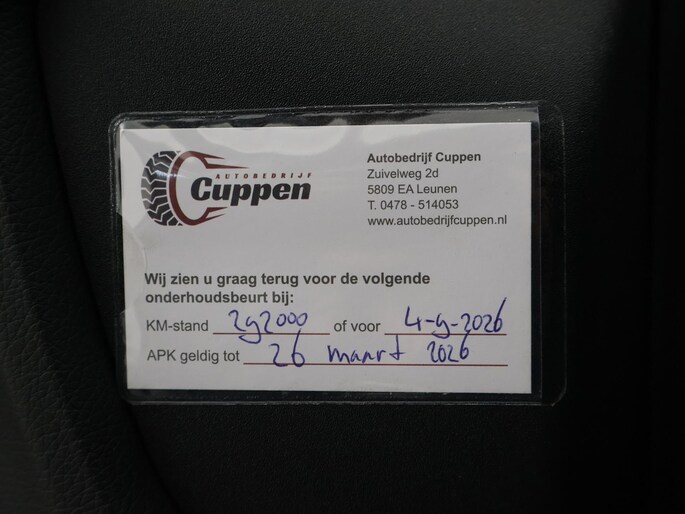 AUTOBEDRIJF
Cuppen
Autobedrijf Cuppen
Zuivelweg 2d
5809 EA Leunen
T. 0478 - 514053
www.autobedrijfcuppen.nl
Wij zien u graag terug voor de volgende
onderhoudsbeurt bij:
KM-stand 292000 of voor 4-9-2026
APK geldig tot 26 maart 2026